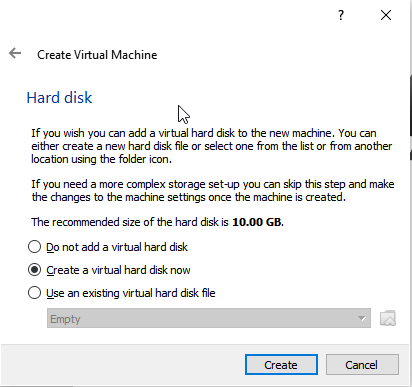 ?
Create Virtual Machine
Hard disk
If you wish you can add a virtual hard disk to the new machine. You can
either create a new hard disk file or select one from the list or from another
location using the folder icon.
If you need a more complex storage set-up you can skip this step and make
the changes to the machine settings once the machine is created.
The recommended size of the hard disk is 10.00 GB.
Do not add a virtual hard disk
Create a virtual hard disk now
Use an existing virtual hard disk file
Empty
Create Cancel